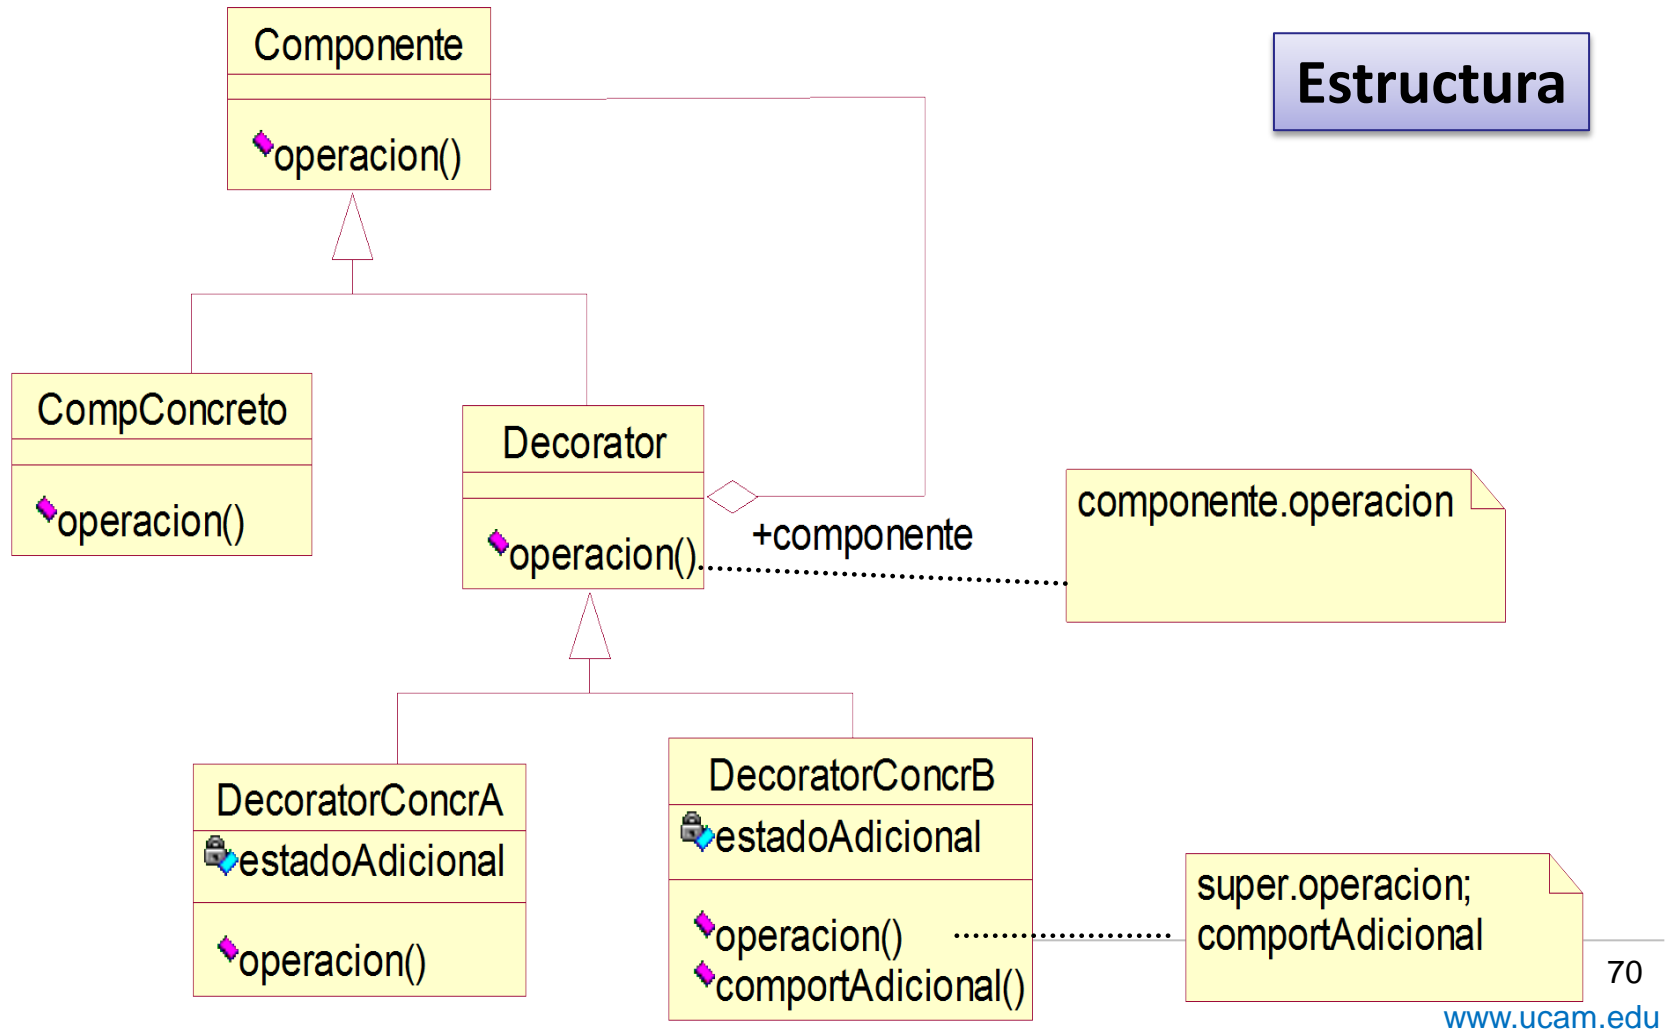 Componente
operacion()
Estructura
CompConcreto
operacion()
Decorator
operacion()
+componente
componente.operacion
DecoratorConcrA
estadoAdicional
operacion()
DecoratorConcrB
estadoAdicional
operacion()
comportAdicional()
super.operacion;
comportAdicional
70
www.ucam.edu